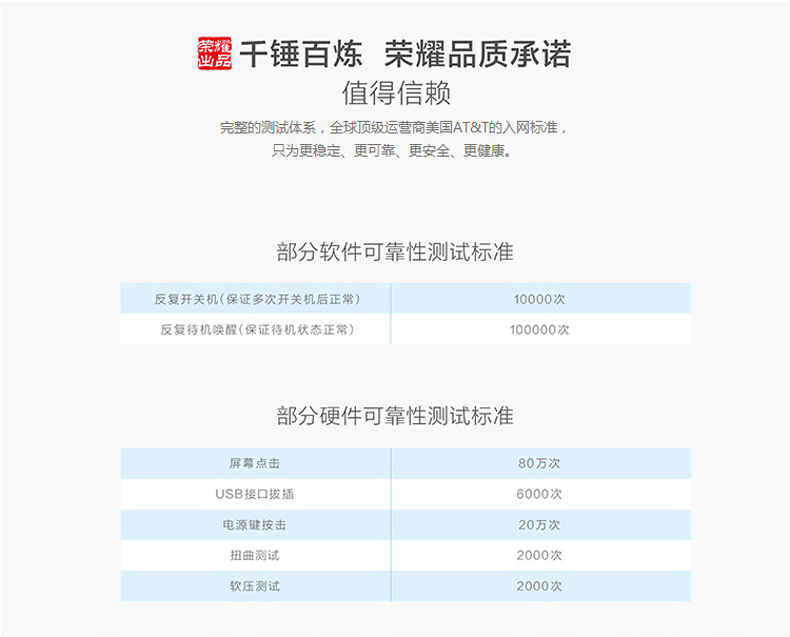 荣耀出品
千锤百炼 荣耀品质承诺
值得信赖
完整的测试体系，全球顶级运营商美国AT&T的入网标准，
只为更稳定、更可靠、更安全、更健康。
部分软件可靠性测试标准
反复开关机(保证多次开关机后正常) 10000次
反复待机唤醒(保证待机状态正常) 100000次
部分硬件可靠性测试标准
屏幕点击 80万次
USB接口拔插 6000次
电源键按击 20万次
扭曲测试 2000次
软压测试 2000次